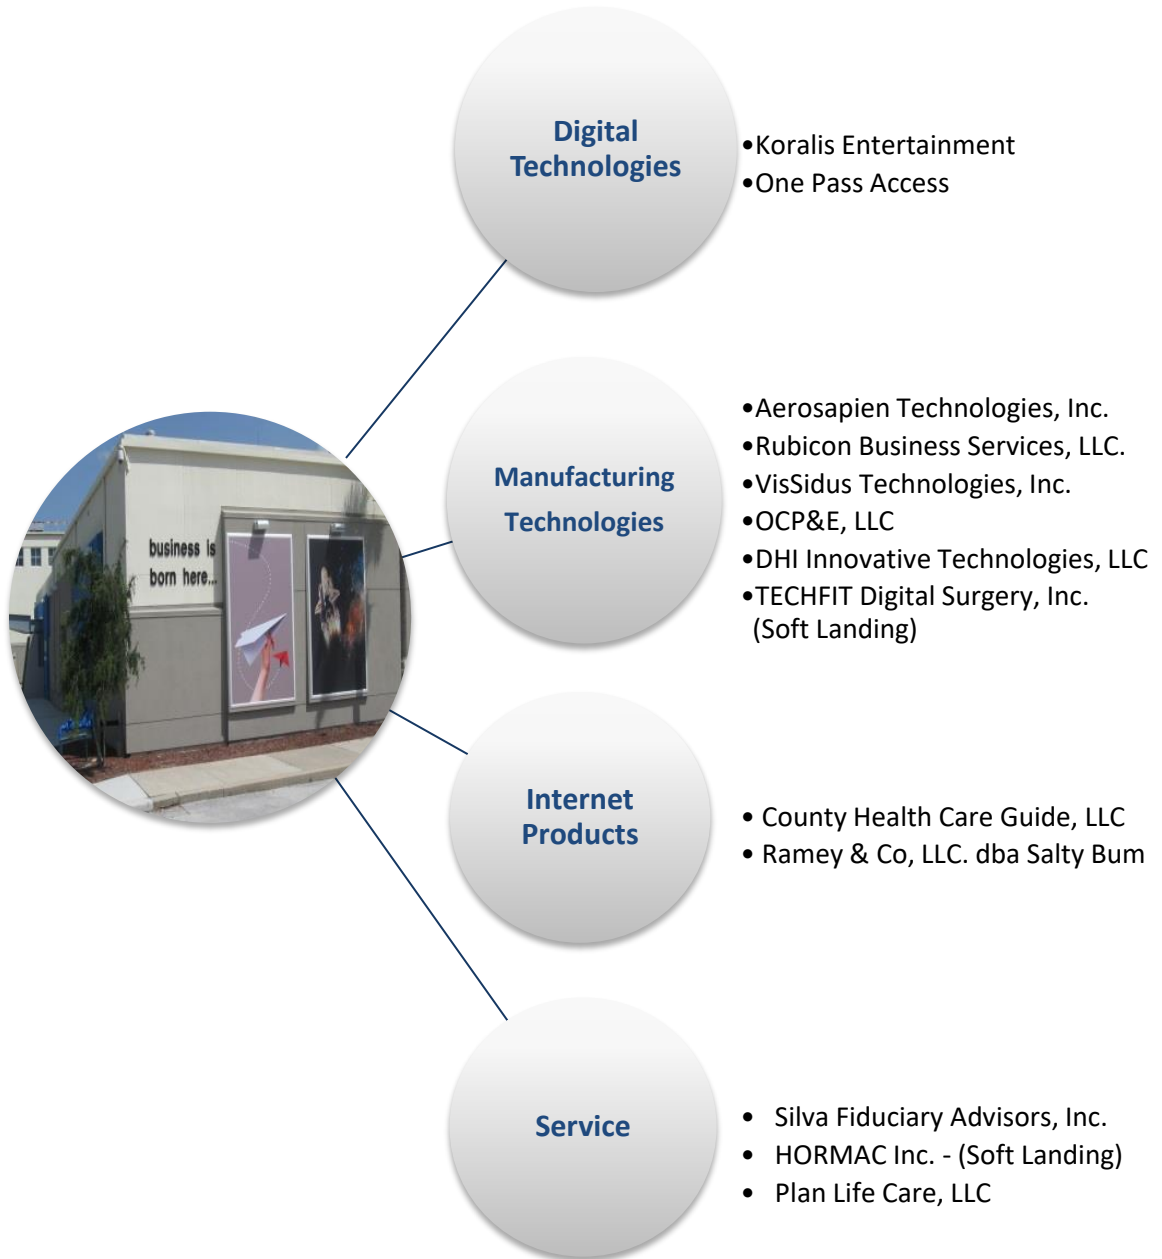 Digital
Technologies
•Koralis Entertainment
•One Pass Access
Manufacturing
Technologies
•Aerosapien Technologies, Inc.
•Rubicon Business Services, LLC.
•VisSidus Technologies, Inc.
•OCP&E, LLC
•DHI Innovative Technologies, LLC
•TECHFIT Digital Surgery, Inc.
(Soft Landing)
business is
born here...
Internet
Products
• County Health Care Guide, LLC
• Ramey & Co, LLC. dba Salty Bum
Service
• Silva Fiduciary Advisors, Inc.
• HORMAC Inc. - (Soft Landing)
• Plan Life Care, LLC